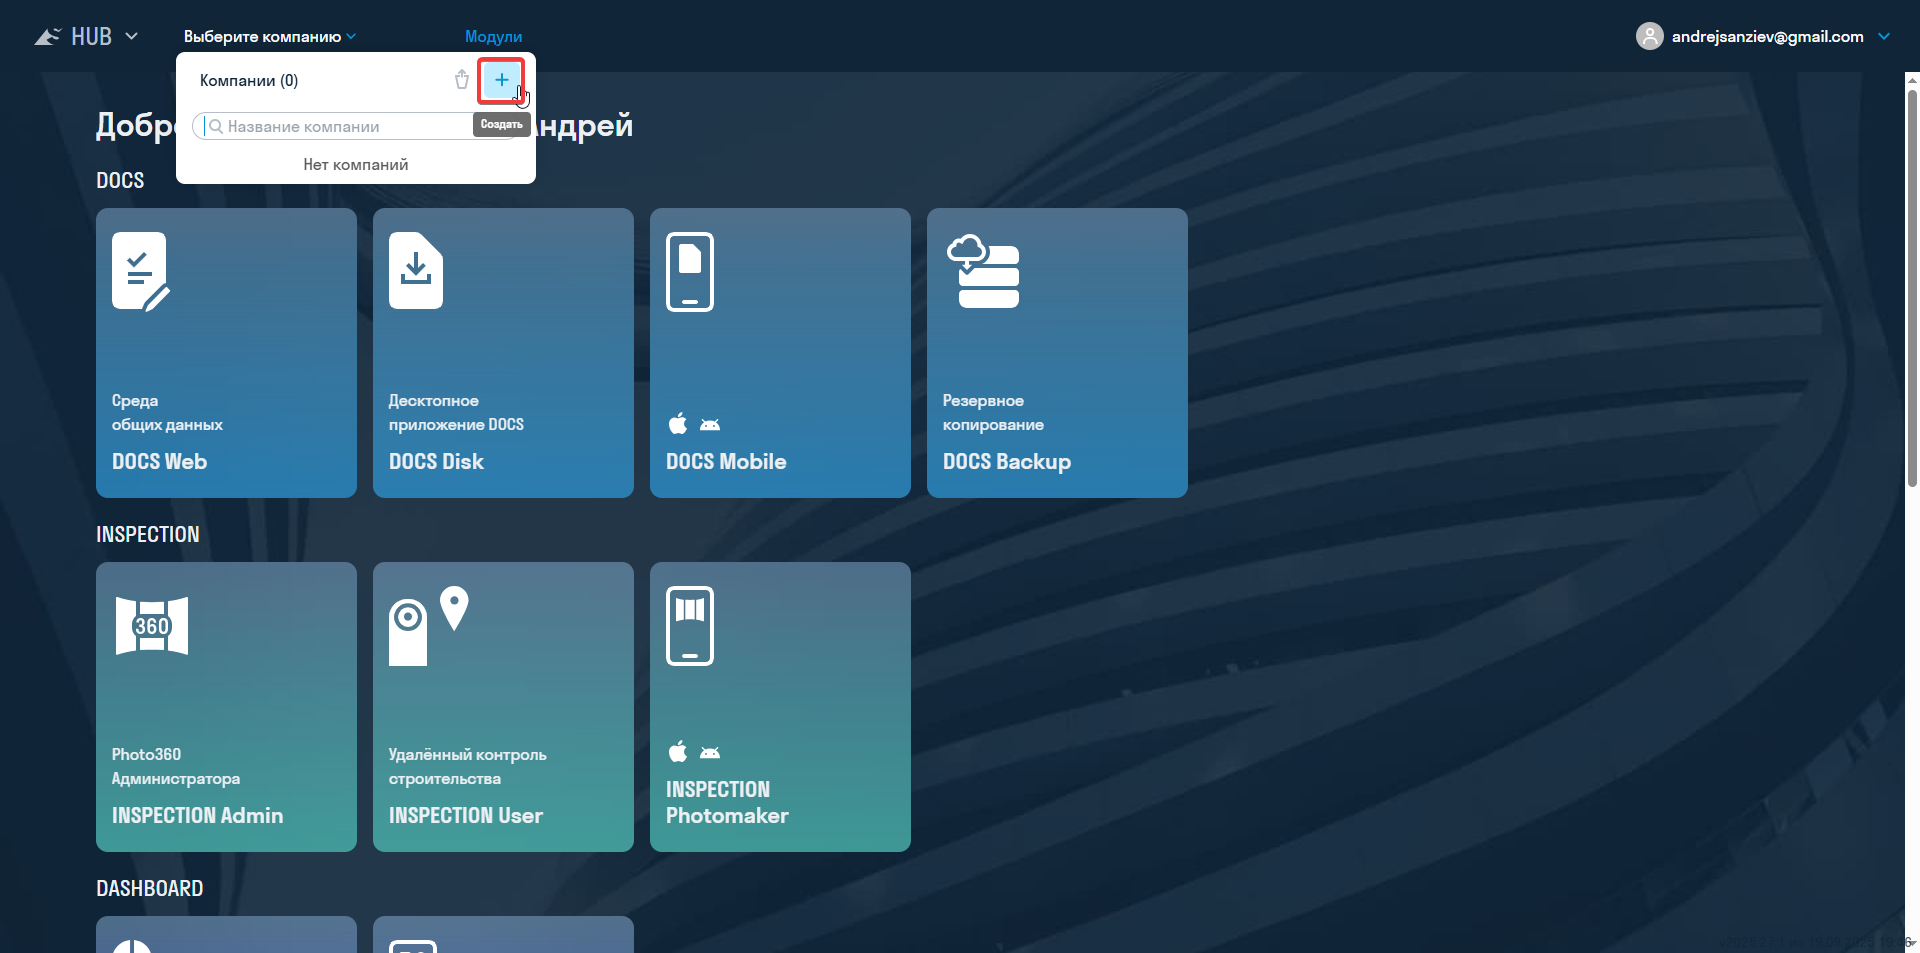 HUB
Выберите компанию
Модули
andrejsanziev@gmail.com
Компании (0)
Название компании
Создать
Нет компаний
Добр
Андрей
DOCS
Среда
общих данных
DOCS Web
Десктопное
приложение DOCS
DOCS Disk
DOCS Mobile
Резервное
копирование
DOCS Backup
INSPECTION
360
Photo360
Администратора
INSPECTION Admin
Удалённый контроль
строительства
INSPECTION User
INSPECTION
Photomaker
DASHBOARD